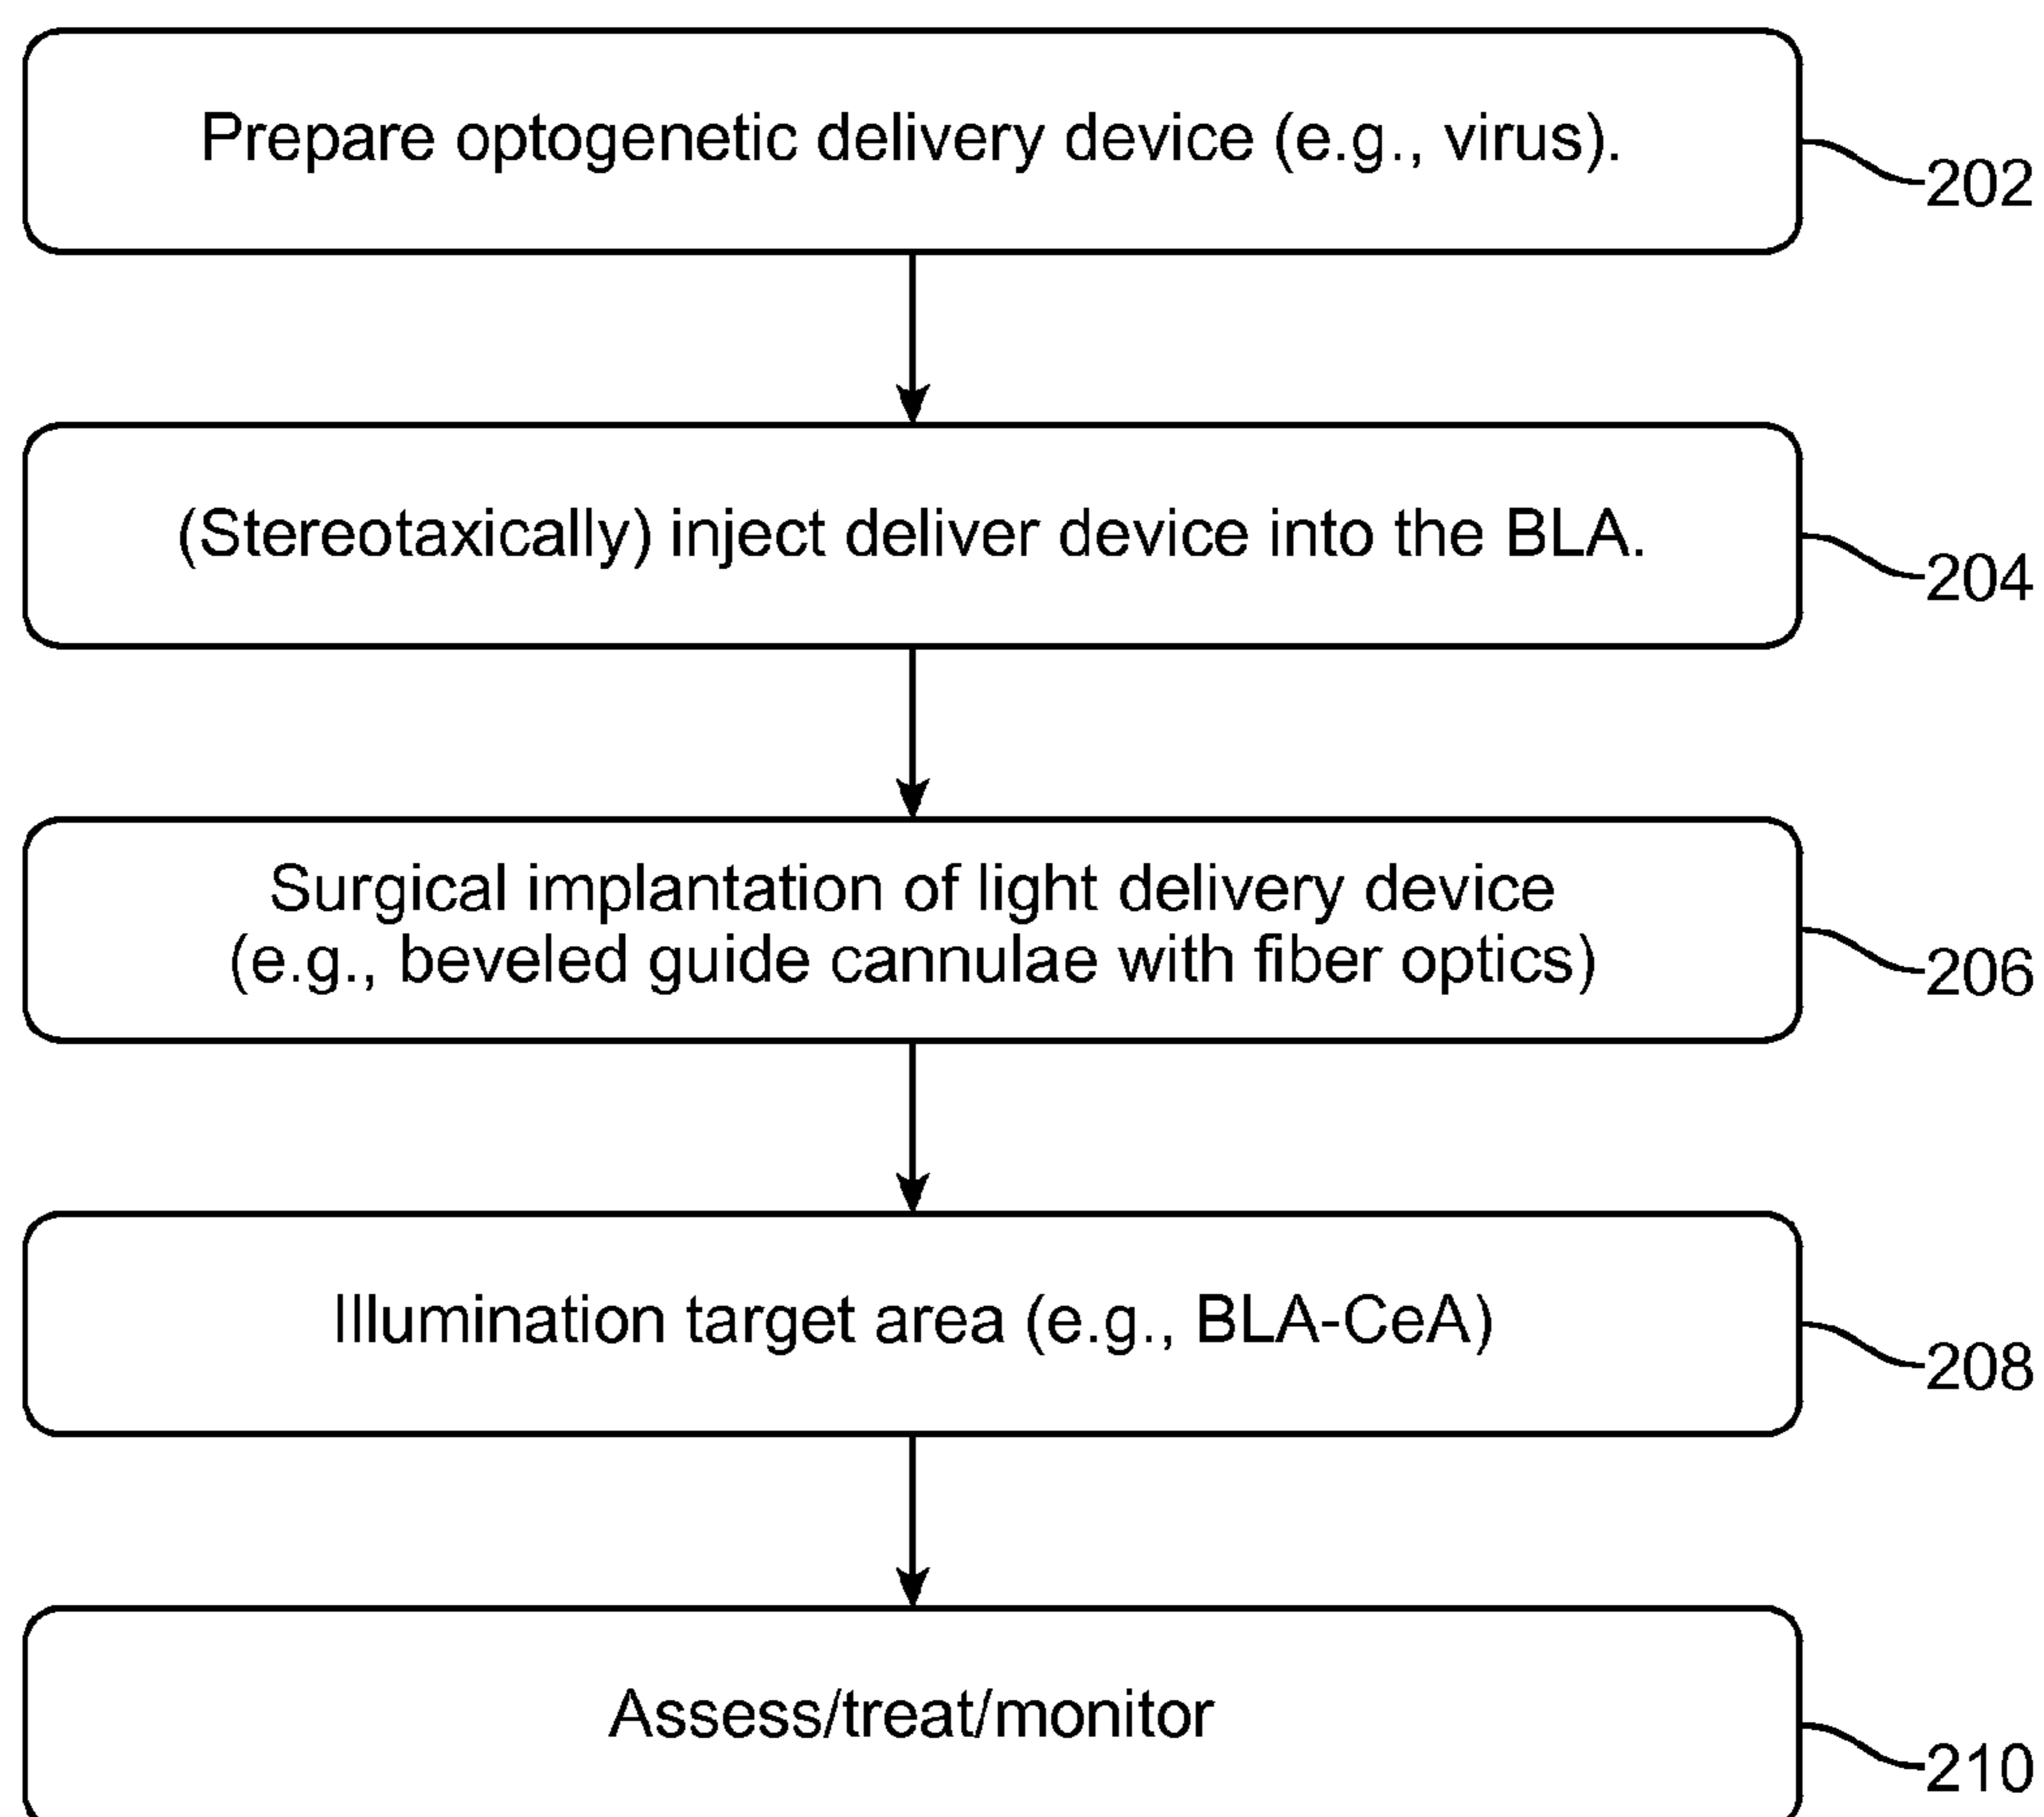 Prepare optogenetic delivery device (e.g., virus).
202
(Stereotaxically) inject deliver device into the BLA.
204
Surgical implantation of light delivery device
(e.g., beveled guide cannulae with fiber optics)
206
Illumination target area (e.g., BLA-CeA)
208
Assess/treat/monitor
210